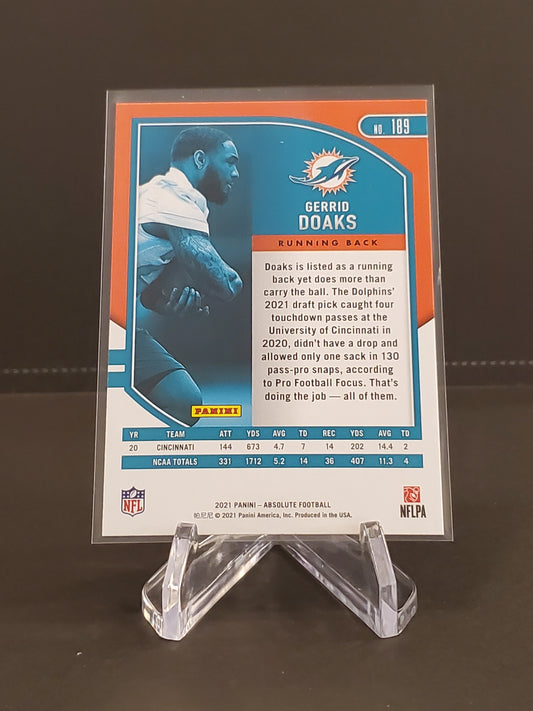 NO. 189
GERRID
DOAKS
RUNNING BACK
Doaks is listed as a running
back yet does more than
carry the ball. The Dolphins'
2021 draft pick caught four
touchdown passes at the
University of Cincinnati in
2020, didn't have a drop and
allowed only one sack in 130
pass-pro snaps, according
to Pro Football Focus. That's
doing the job — all of them.
PANINI
YR TEAM ATT YDS AVG TD REC YDS AVG TD
20 CINCINNATI 144 673 4.7 7 14 202 14.4 2
NCAA TOTALS 331 1712 5.2 14 36 407 11.3 4
NFL
2021 PANINI – ABSOLUTE FOOTBALL
帕尼尼 © 2021 Panini America, Inc. Produced in the USA.
NFLPA